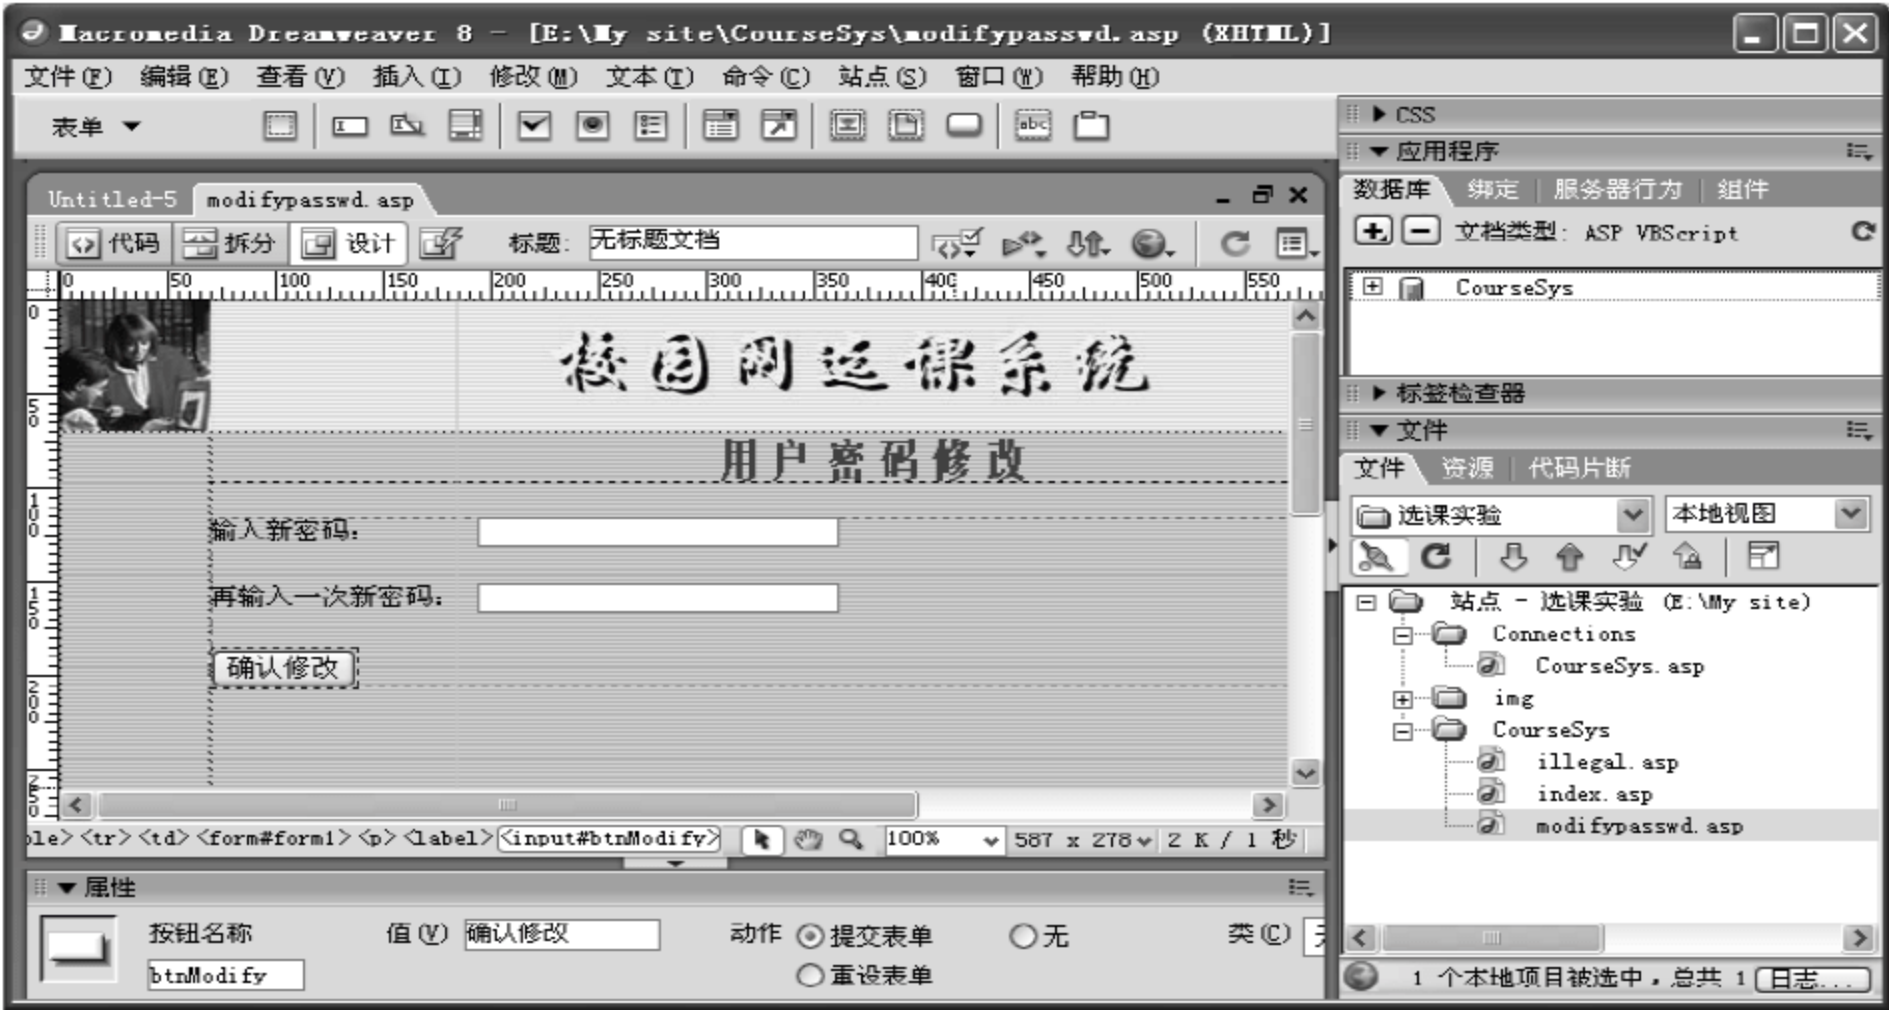 Macromedia Dreamweaver 8 - [E:\My site\CourseSys\modifypasswd.asp (XHTML)]
文件(F) 编辑(E) 查看(V) 插入(I) 修改(M) 文本(T) 命令(C) 站点(S) 窗口(W) 帮助(H)
表单
abc
Untitled-5 modifypasswd.asp
代码 拆分 设计 标题: 无标题文档
0 50 100 150 200 250 300 350 400 450 500 550
0
50
100
150
200
250
校园网选课系统
用户密码修改
输入新密码:
再输入一次新密码:
确认修改
ble> <tr> <td> <form#form1> <p> <label> <input#btnModify> 100% 587 x 278 2 K / 1 秒
属性
按钮名称 值(V) 确认修改 动作 提交表单 无 类(C)
btnModify 重设表单
CSS
应用程序
数据库 绑定 服务器行为 组件
文档类型: ASP VBScript
CourseSys
标签检查器
文件
文件 资源 代码片断
选课实验 本地视图
站点 - 选课实验 (E:\My site)
Connections
CourseSys.asp
img
CourseSys
illegal.asp
index.asp
modifypasswd.asp
1 个本地项目被选中,总共 1 日志...